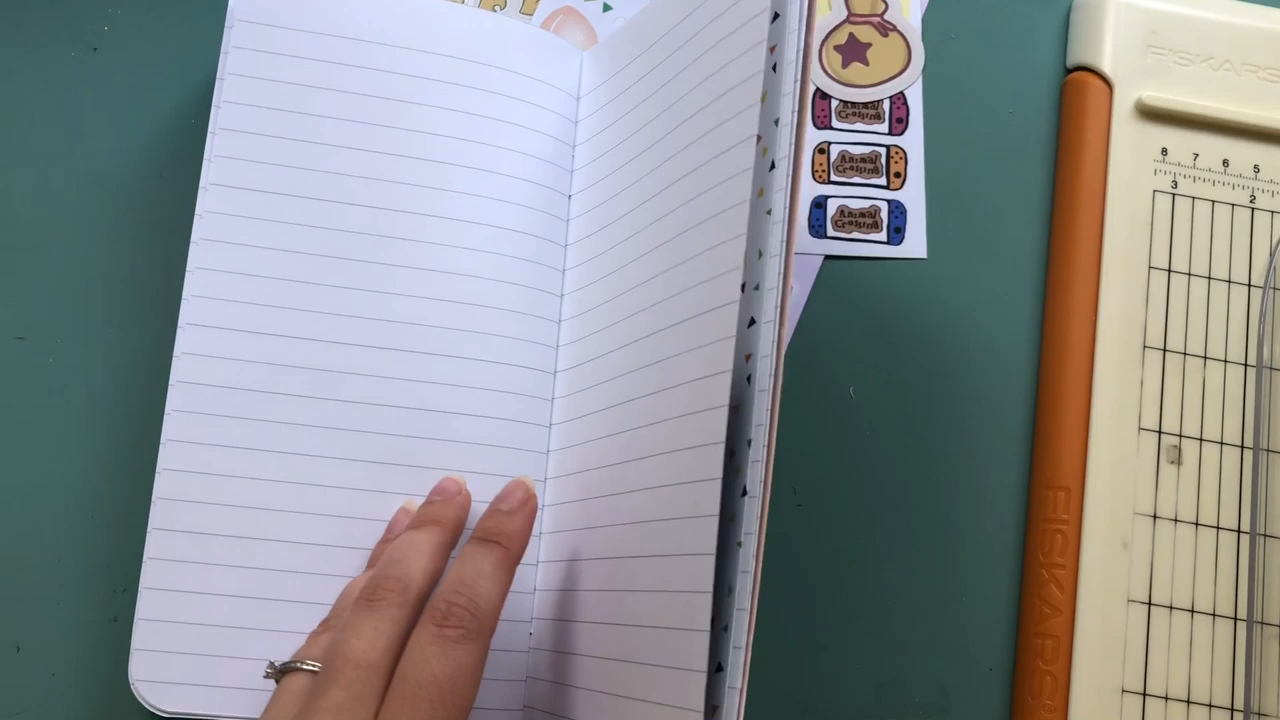 FISKARS
Animal
Crossing
Animal
Crossing
Animal
Crossing
8 7 6 5
3 2
FISKARS®